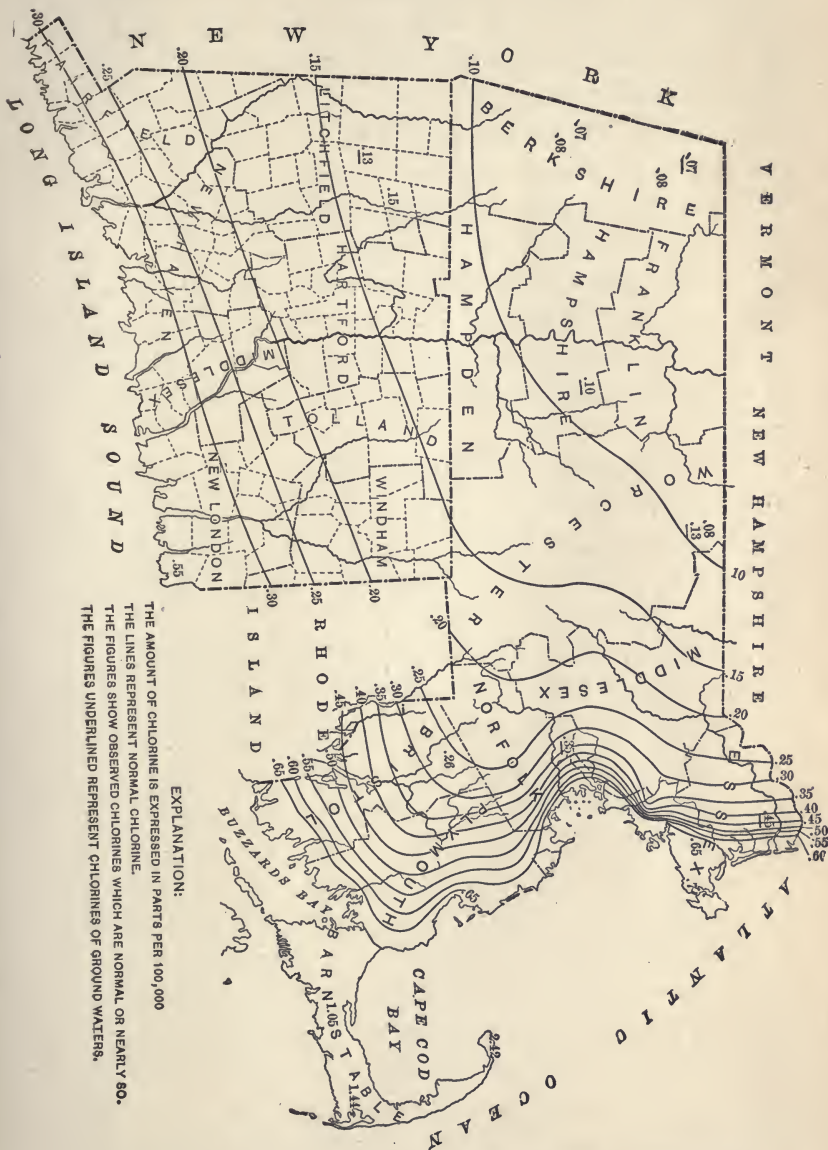 NEW YORK
VERMONT
NEW HAMPSHIRE
ATLANTIC OCEAN
CAPE COD
BAY
BUZZARDS BAY
RHODE
ISLAND
LONG ISLAND SOUND
BERKSHIRE
FRANKLIN
HAMPSHIRE
HAMPDEN
WORCESTER
MIDDLESEX
ESSEX
NORFOLK
BRISTOL
PLYMOUTH
BARNSTABLE
LITCHFIELD
HARTFORD
TOLLAND
WINDHAM
NEW HAVEN
MIDDLESEX
NEW LONDON
.07
.08
.07
.08
.10
.08
.13
.10
.10
.15
.20
.25
.30
.35
.40
.45
.50
.55
.60
.45
.65
.35
.26
.20
.25
.30
.35
.40
.45
.50
.55
.60
.65
.65
1.05
1.44
2.42
.13
.15
.15
.20
.25
.30
.20
.25
.30
.55
EXPLANATION:
THE AMOUNT OF CHLORINE IS EXPRESSED IN PARTS PER 100,000
THE LINES REPRESENT NORMAL CHLORINE.
THE FIGURES SHOW OBSERVED CHLORINES WHICH ARE NORMAL OR NEARLY SO.
THE FIGURES UNDERLINED REPRESENT CHLORINES OF GROUND WATERS.